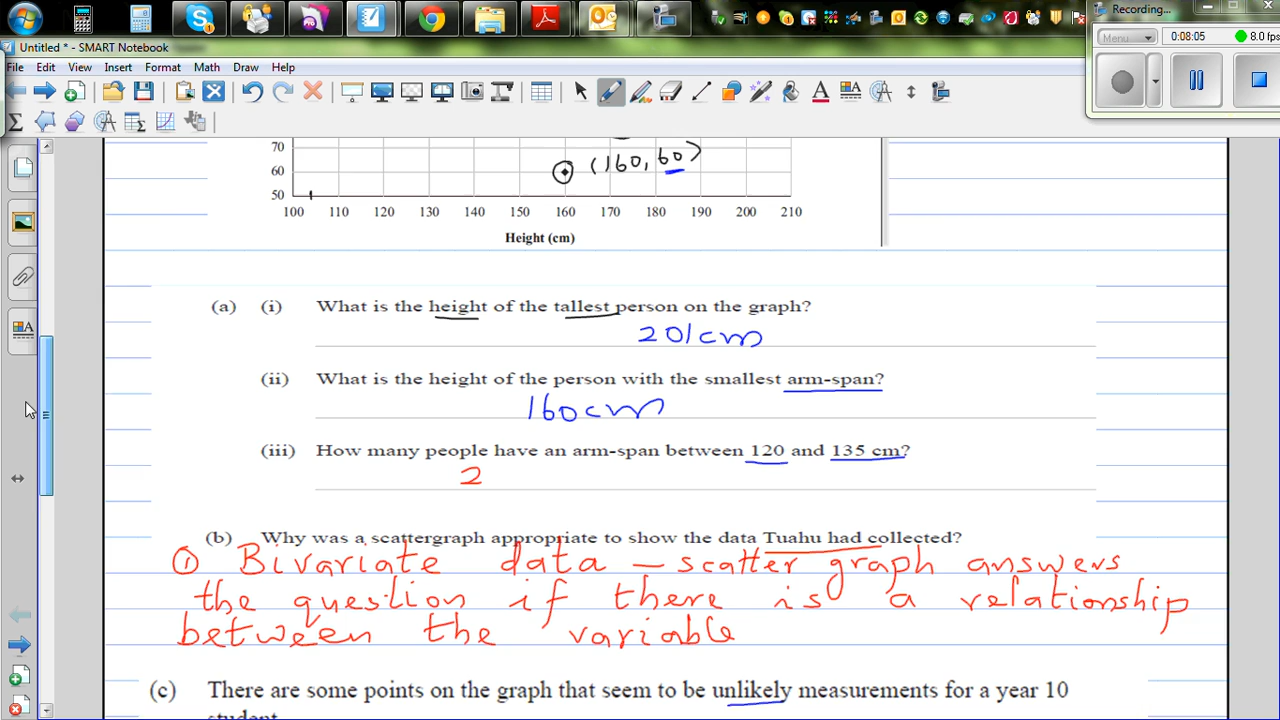 Recording...
Untitled * - SMART Notebook
Menu
0:08:05
8.0 fps
File Edit View Insert Format Math Draw Help
70
60
50
(160, 60)
100 110 120 130 140 150 160 170 180 190 200 210
Height (cm)
(a) (i) What is the height of the tallest person on the graph?
201cm
(ii) What is the height of the person with the smallest arm-span?
160cm
(iii) How many people have an arm-span between 120 and 135 cm?
2
(b) Why was a scattergraph appropriate to show the data Tuahu had collected?
① Bivariate data – scatter graph answers
the question if there is a relationship
between the variable
(c) There are some points on the graph that seem to be unlikely measurements for a year 10
student